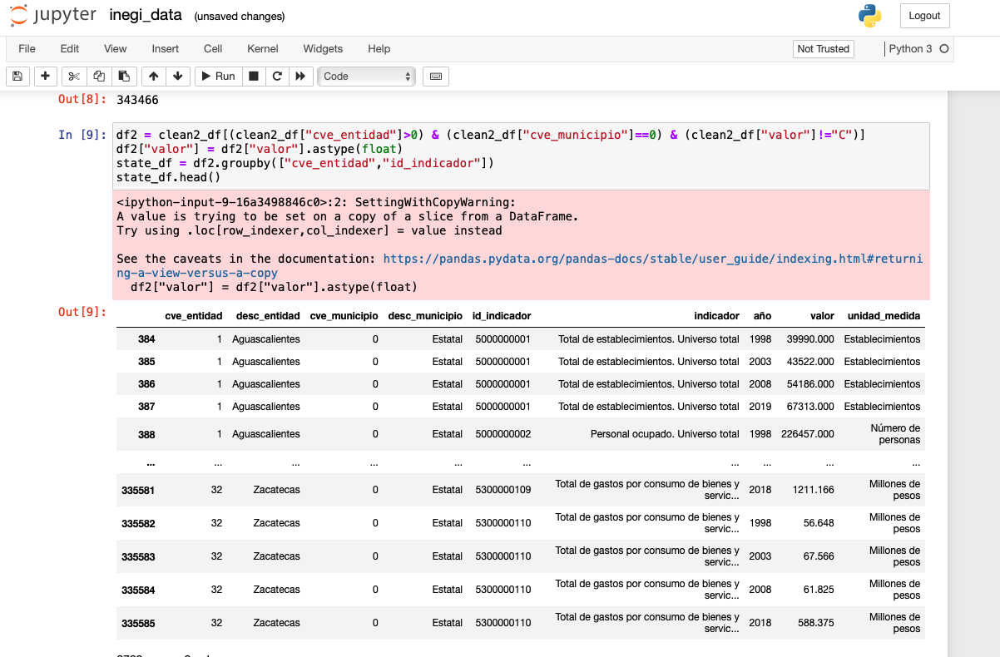 jupyter inegi_data (unsaved changes) Logout
File Edit View Insert Cell Kernel Widgets Help Not Trusted Python 3
Run Code
Out[8]: 343466
In [9]: df2 = clean2_df[(clean2_df["cve_entidad"]>0) & (clean2_df["cve_municipio"]==0) & (clean2_df["valor"]!="C")]
df2["valor"] = df2["valor"].astype(float)
state_df = df2.groupby(["cve_entidad","id_indicador"])
state_df.head()
<ipython-input-9-16a3498846c0>:2: SettingWithCopyWarning:
A value is trying to be set on a copy of a slice from a DataFrame.
Try using .loc[row_indexer,col_indexer] = value instead
See the caveats in the documentation: https://pandas.pydata.org/pandas-docs/stable/user_guide/indexing.html#returni
ng-a-view-versus-a-copy
df2["valor"] = df2["valor"].astype(float)
Out[9]:
cve_entidad desc_entidad cve_municipio desc_municipio id_indicador indicador año valor unidad_medida
384 1 Aguascalientes 0 Estatal 5000000001 Total de establecimientos. Universo total 1998 39990.000 Establecimientos
385 1 Aguascalientes 0 Estatal 5000000001 Total de establecimientos. Universo total 2003 43522.000 Establecimientos
386 1 Aguascalientes 0 Estatal 5000000001 Total de establecimientos. Universo total 2008 54186.000 Establecimientos
387 1 Aguascalientes 0 Estatal 5000000001 Total de establecimientos. Universo total 2019 67313.000 Establecimientos
388 1 Aguascalientes 0 Estatal 5000000002 Personal ocupado. Universo total 1998 226457.000 Número de
personas
... ... ... ... ... ... ... ... ... ...
335581 32 Zacatecas 0 Estatal 5300000109 Total de gastos por consumo de bienes y
servic... 2018 1211.166 Millones de
pesos
335582 32 Zacatecas 0 Estatal 5300000110 Total de gastos por consumo de bienes y
servic... 1998 56.648 Millones de
pesos
335583 32 Zacatecas 0 Estatal 5300000110 Total de gastos por consumo de bienes y
servic... 2003 67.566 Millones de
pesos
335584 32 Zacatecas 0 Estatal 5300000110 Total de gastos por consumo de bienes y
servic... 2008 61.825 Millones de
pesos
335585 32 Zacatecas 0 Estatal 5300000110 Total de gastos por consumo de bienes y
servic... 2018 588.375 Millones de
pesos